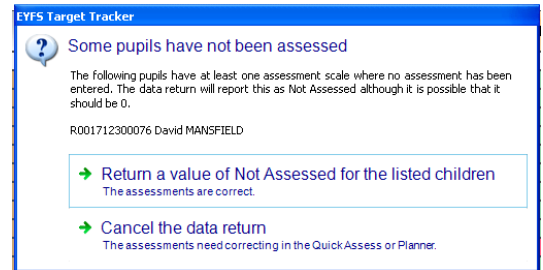 EYFS Target Tracker
Some pupils have not been assessed
The following pupils have at least one assessment scale where no assessment has been
entered. The data return will report this as Not Assessed although it is possible that it
should be 0.
R001712300076 David MANSFIELD
Return a value of Not Assessed for the listed children
The assessments are correct.
Cancel the data return
The assessments need correcting in the Quick Assess or Planner.